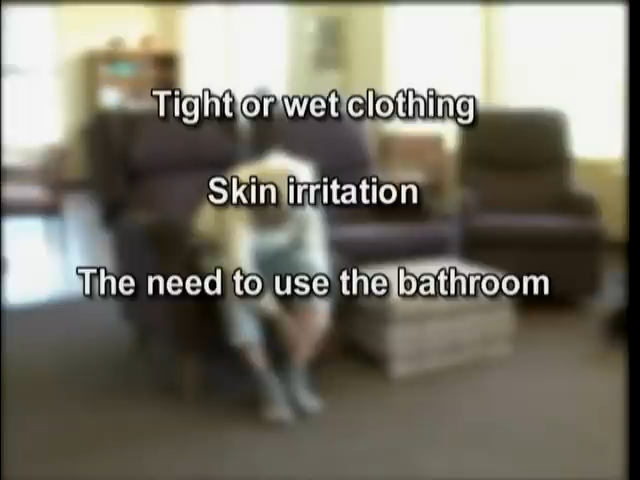 Tight or wet clothing
Skin irritation
The need to use the bathroom